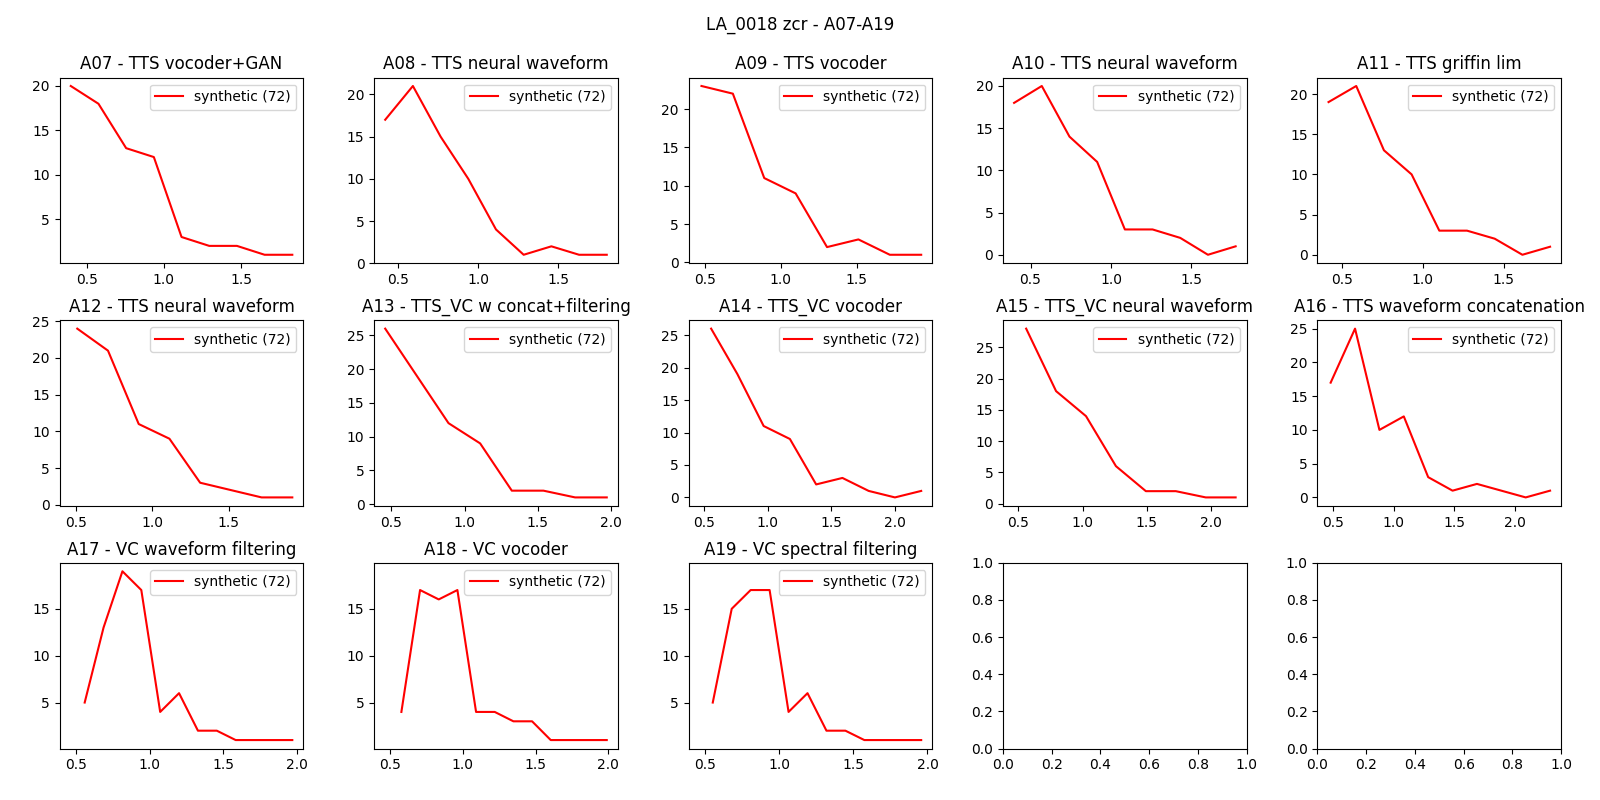 LA_0018 zcr - A07-A19
A07 - TTS vocoder+GAN
synthetic (72)
20
15
10
5
0.5 1.0 1.5
A08 - TTS neural waveform
synthetic (72)
20
15
10
5
0
0.5 1.0 1.5
A09 - TTS vocoder
synthetic (72)
20
15
10
5
0
0.5 1.0 1.5
A10 - TTS neural waveform
synthetic (72)
20
15
10
5
0
0.5 1.0 1.5
A11 - TTS griffin lim
synthetic (72)
20
15
10
5
0
0.5 1.0 1.5
A12 - TTS neural waveform
synthetic (72)
25
20
15
10
5
0
0.5 1.0 1.5
A13 - TTS_VC w concat+filtering
synthetic (72)
25
20
15
10
5
0
0.5 1.0 1.5 2.0
A14 - TTS_VC vocoder
synthetic (72)
25
20
15
10
5
0
0.5 1.0 1.5 2.0
A15 - TTS_VC neural waveform
synthetic (72)
25
20
15
10
5
0
0.5 1.0 1.5 2.0
A16 - TTS waveform concatenation
synthetic (72)
25
20
15
10
5
0
0.5 1.0 1.5 2.0
A17 - VC waveform filtering
synthetic (72)
15
10
5
0.5 1.0 1.5 2.0
A18 - VC vocoder
synthetic (72)
15
10
5
0.5 1.0 1.5 2.0
A19 - VC spectral filtering
synthetic (72)
15
10
5
0.5 1.0 1.5 2.0
1.0
0.8
0.6
0.4
0.2
0.0
0.0 0.2 0.4 0.6 0.8 1.0
1.0
0.8
0.6
0.4
0.2
0.0
0.0 0.2 0.4 0.6 0.8 1.0